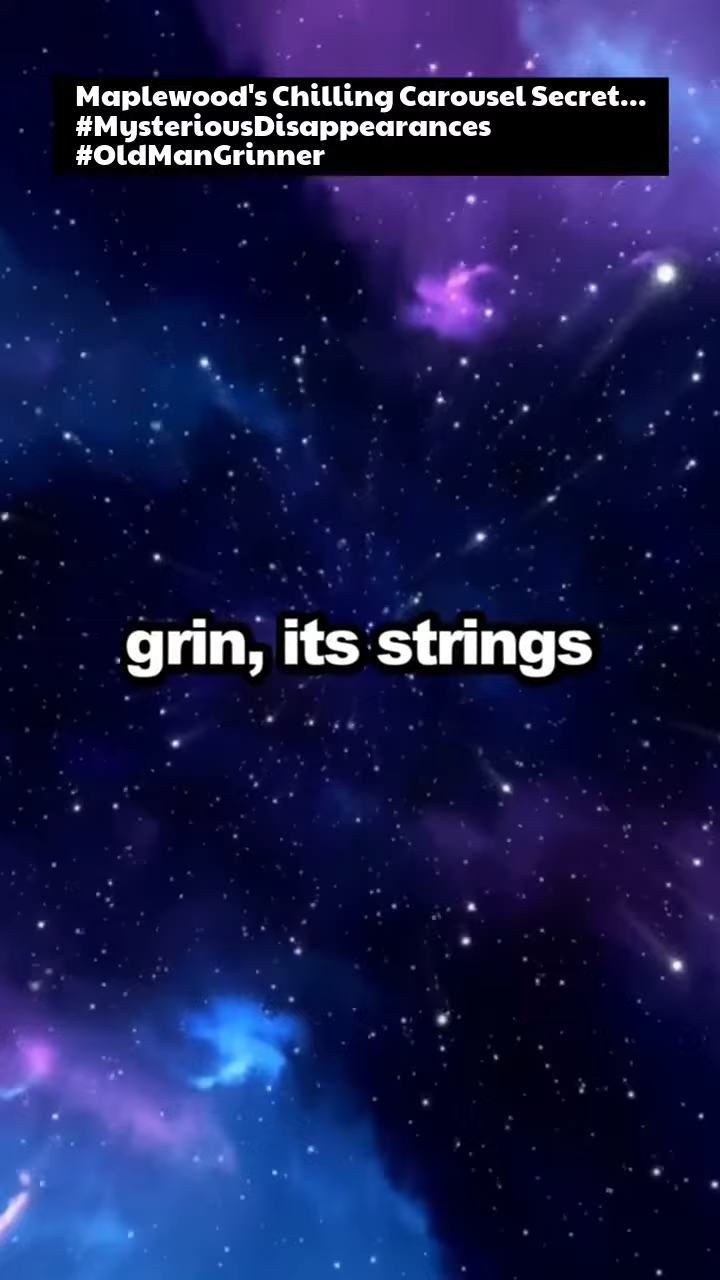 Maplewood's Chilling Carousel Secret...
#MysteriousDisappearances
#OldManGrinner
grin, its strings